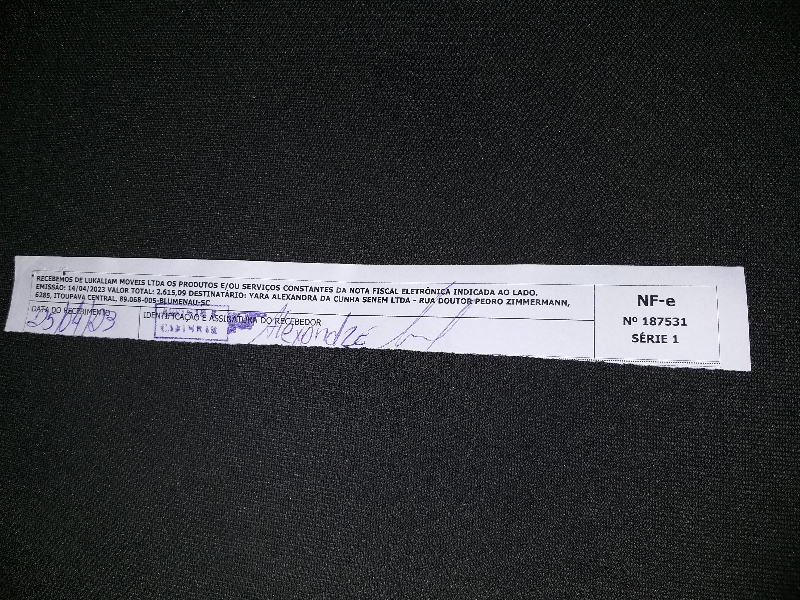 RECEBEMOS DE LUKALIAM MOVEIS LTDA OS PRODUTOS E/OU SERVIÇOS CONSTANTES DA NOTA FISCAL ELETRÔNICA INDICADA AO LADO.
EMISSÃO: 14/04/2023 VALOR TOTAL: 2.615,09 DESTINATÁRIO: YARA ALEXANDRA DA CUNHA SENEM LTDA - RUA DOUTOR PEDRO ZIMMERMANN,
6285, ITOUPAVA CENTRAL, 89.068-005-BLUMENAU-SC
DATA DO RECEBIMENTO
25/04/23
IDENTIFICAÇÃO E ASSINATURA DO RECEBEDOR
NF-e
Nº 187531
SÉRIE 1